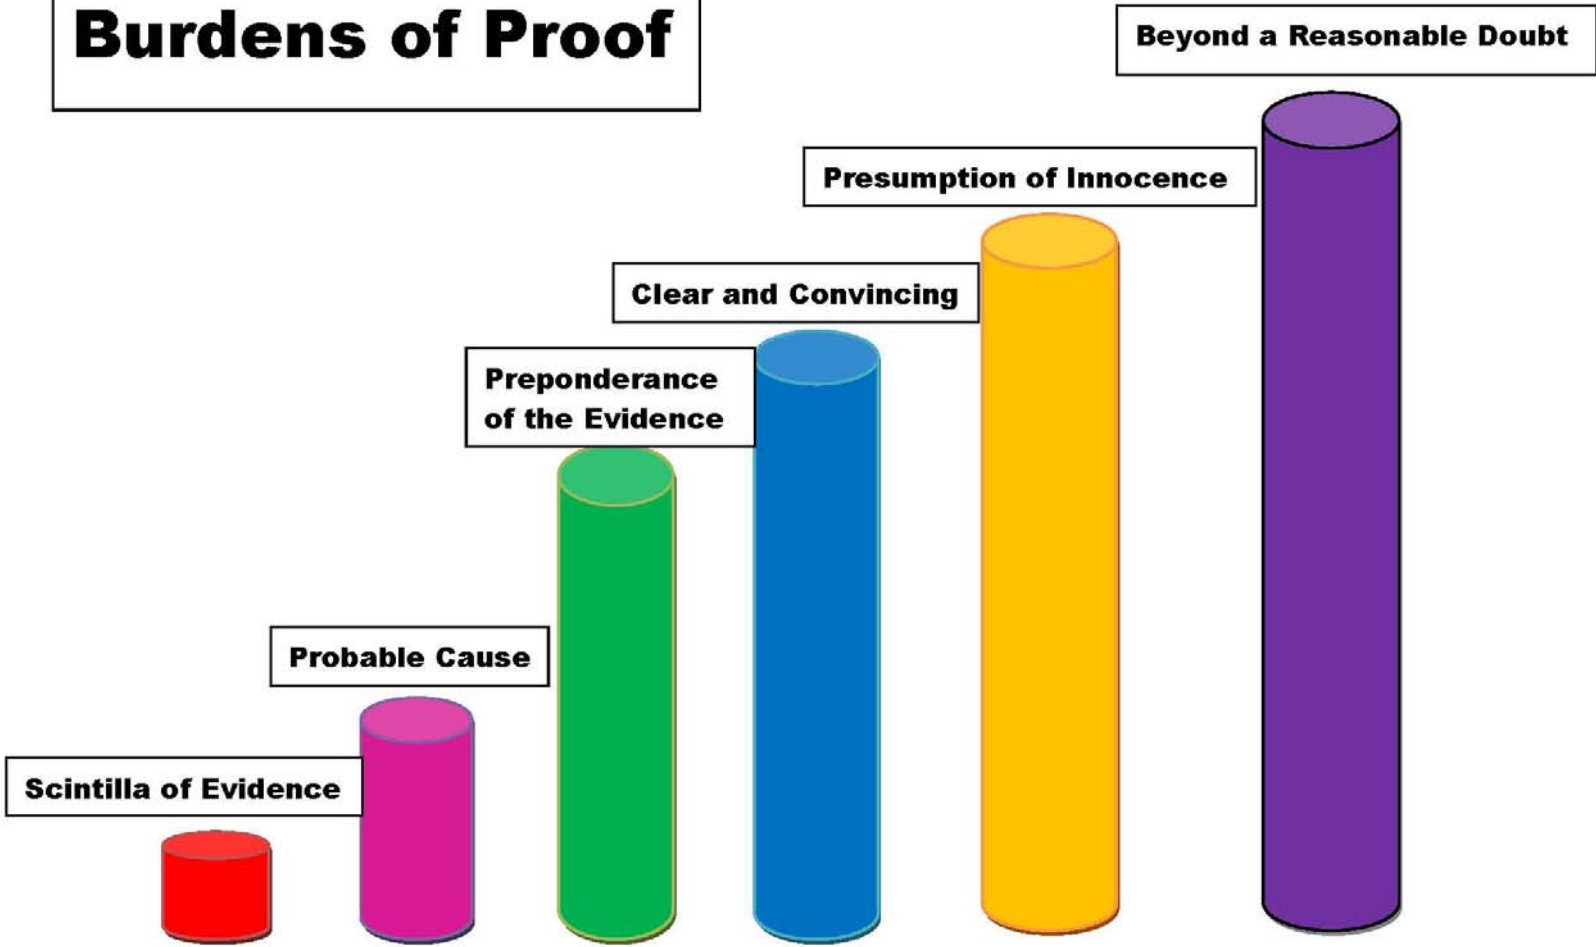 Burdens of Proof
Beyond a Reasonable Doubt
Presumption of Innocence
Clear and Convincing
Preponderance
of the Evidence
Probable Cause
Scintilla of Evidence